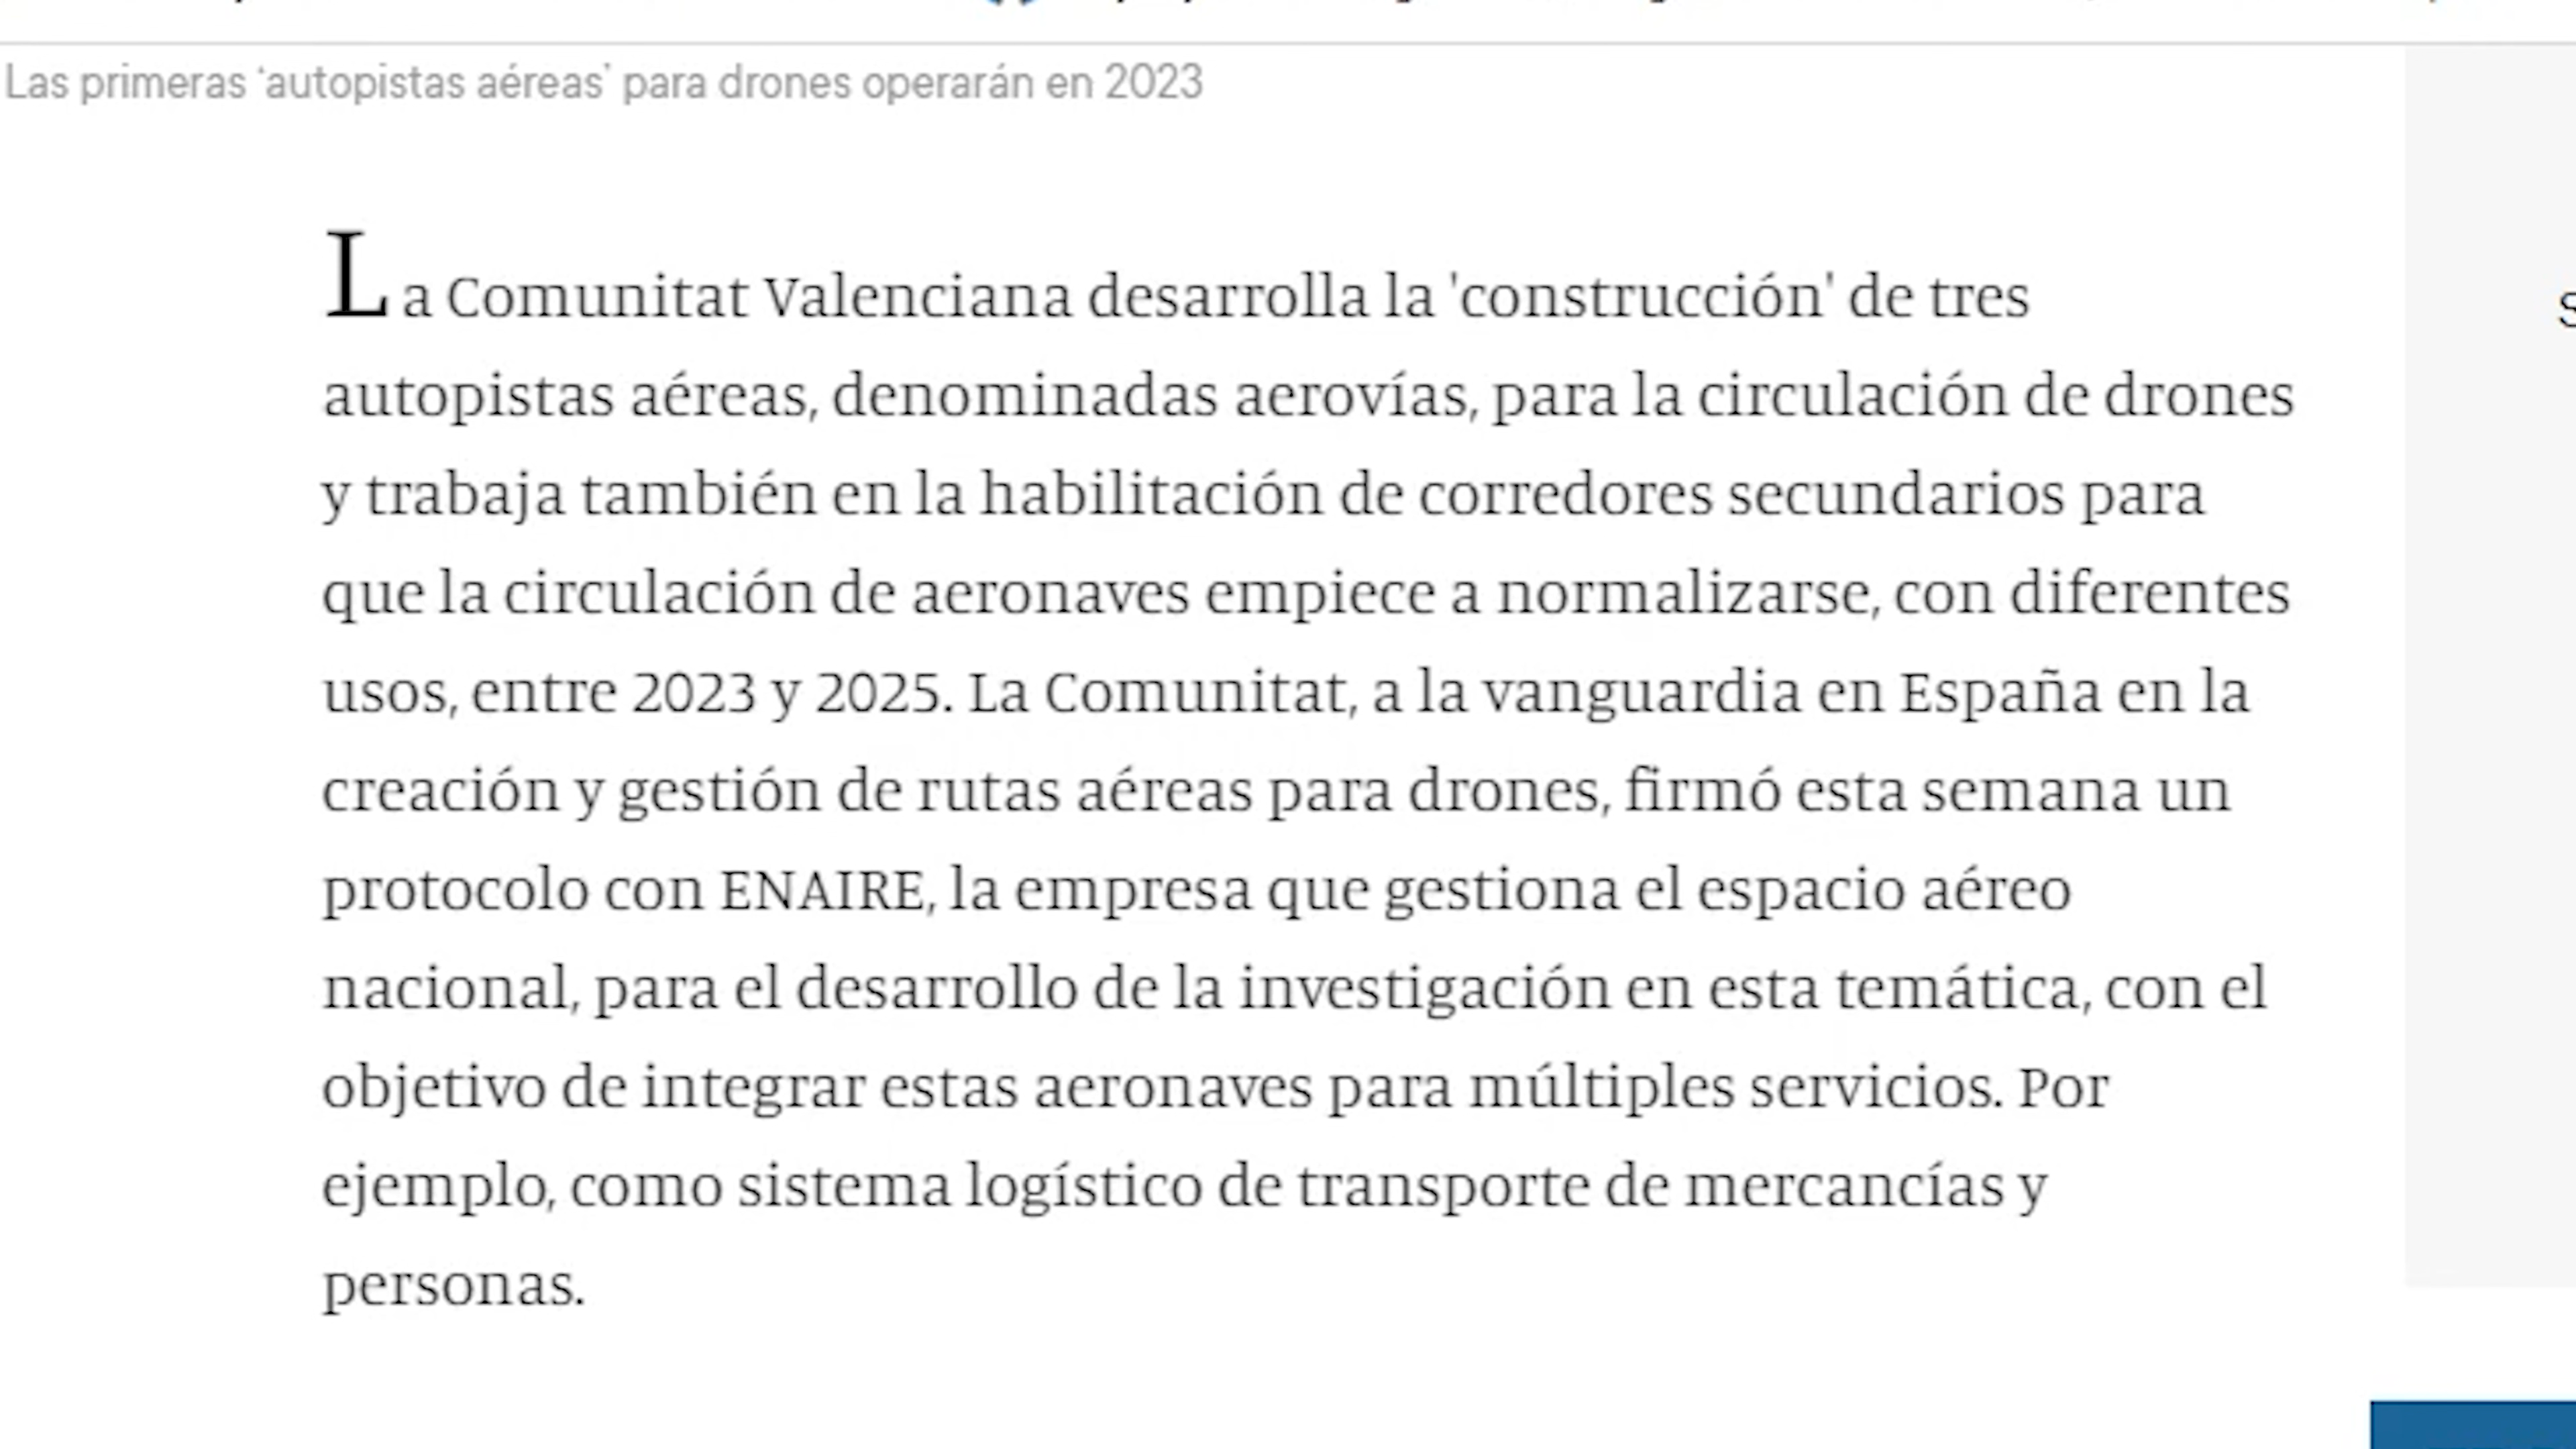 Las primeras ‘autopistas aéreas’ para drones operarán en 2023
La Comunitat Valenciana desarrolla la 'construcción' de tres
autopistas aéreas, denominadas aerovías, para la circulación de drones
y trabaja también en la habilitación de corredores secundarios para
que la circulación de aeronaves empiece a normalizarse, con diferentes
usos, entre 2023 y 2025. La Comunitat, a la vanguardia en España en la
creación y gestión de rutas aéreas para drones, firmó esta semana un
protocolo con ENAIRE, la empresa que gestiona el espacio aéreo
nacional, para el desarrollo de la investigación en esta temática, con el
objetivo de integrar estas aeronaves para múltiples servicios. Por
ejemplo, como sistema logístico de transporte de mercancías y
personas.